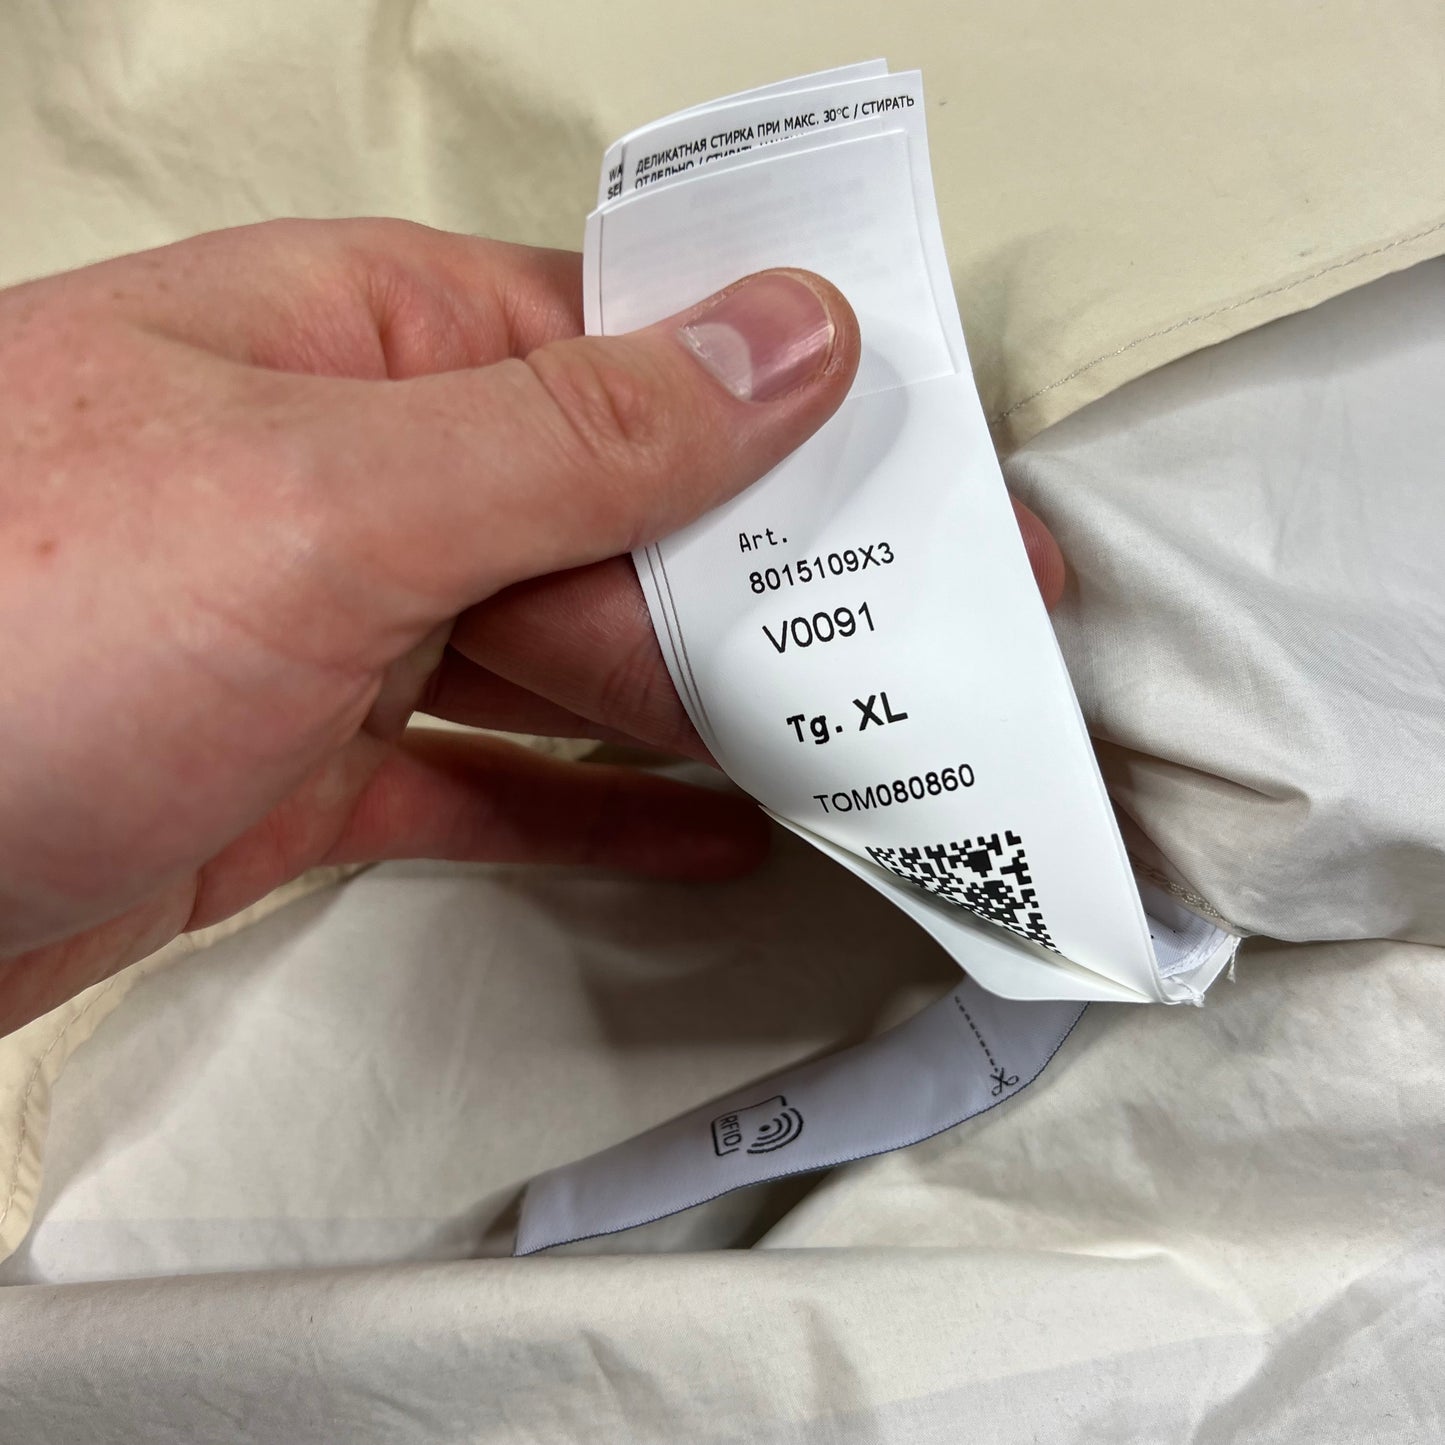 ДЕЛИКАТНАЯ СТИРКА ПРИ МАКС. 30°C / СТИРАТЬ
ОТДЕЛЬНО / СТИРАТЬ
Art.
8015109X3
V0091
Tg. XL
TOM080860
RFID